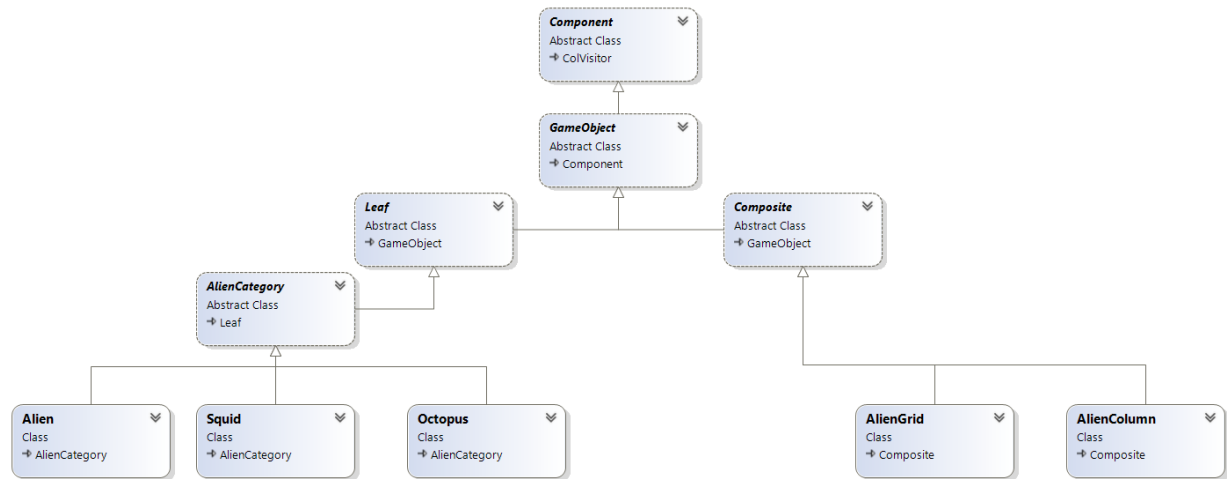 Component
Abstract Class
ColVisitor
GameObject
Abstract Class
Component
Leaf
Abstract Class
GameObject
Composite
Abstract Class
GameObject
AlienCategory
Abstract Class
Leaf
Alien
Class
AlienCategory
Squid
Class
AlienCategory
Octopus
Class
AlienCategory
AlienGrid
Class
Composite
AlienColumn
Class
Composite